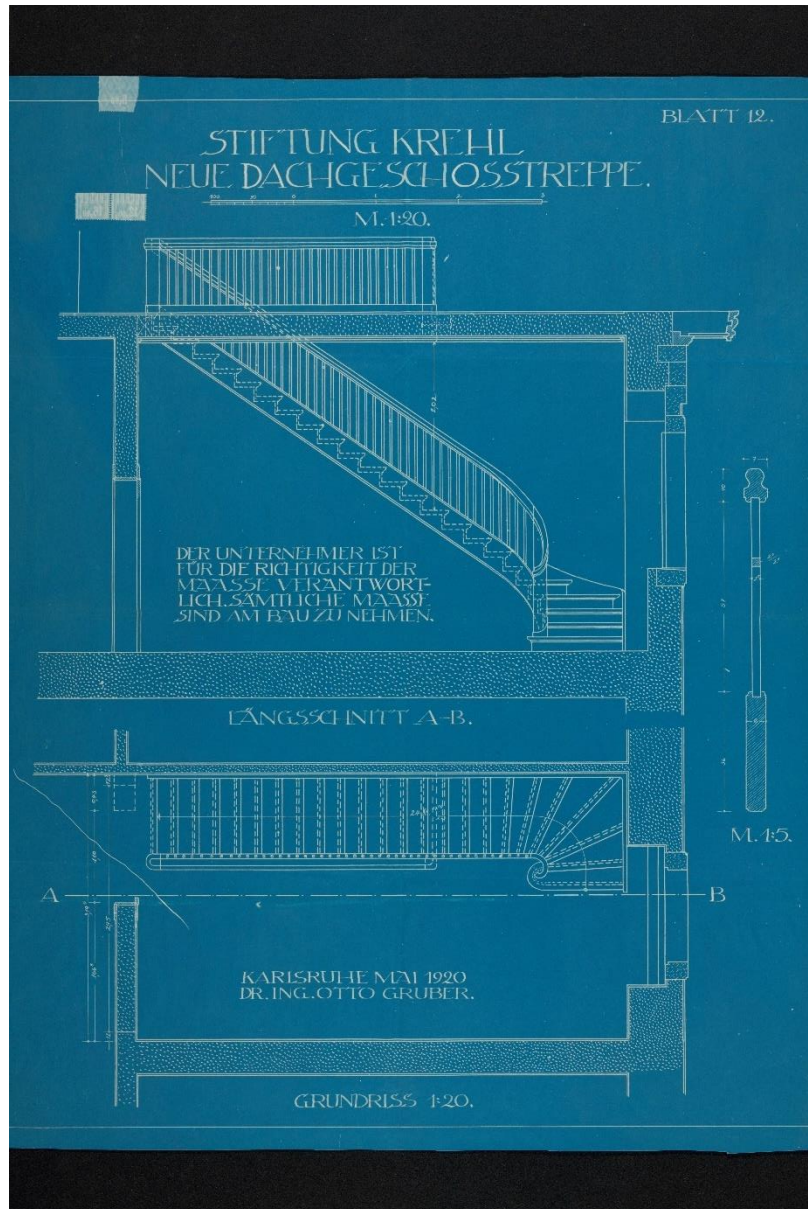 BLATT 12.
STIFTUNG KREHL
NEUE DACHGESCHOSSTREPPE.
M. 1:20.
DER UNTERNEHMER IST
FÜR DIE RICHTIGKEIT DER
MAASSE VERANTWORT-
LICH. SÄMTLICHE MAASSE
SIND AM BAU ZU NEHMEN.
LÄNGSSCHNITT A-B.
M. 1:5.
A
B
KARLSRUHE MAI 1920
DR. ING. OTTO GRUBER.
GRUNDRISS 1:20.